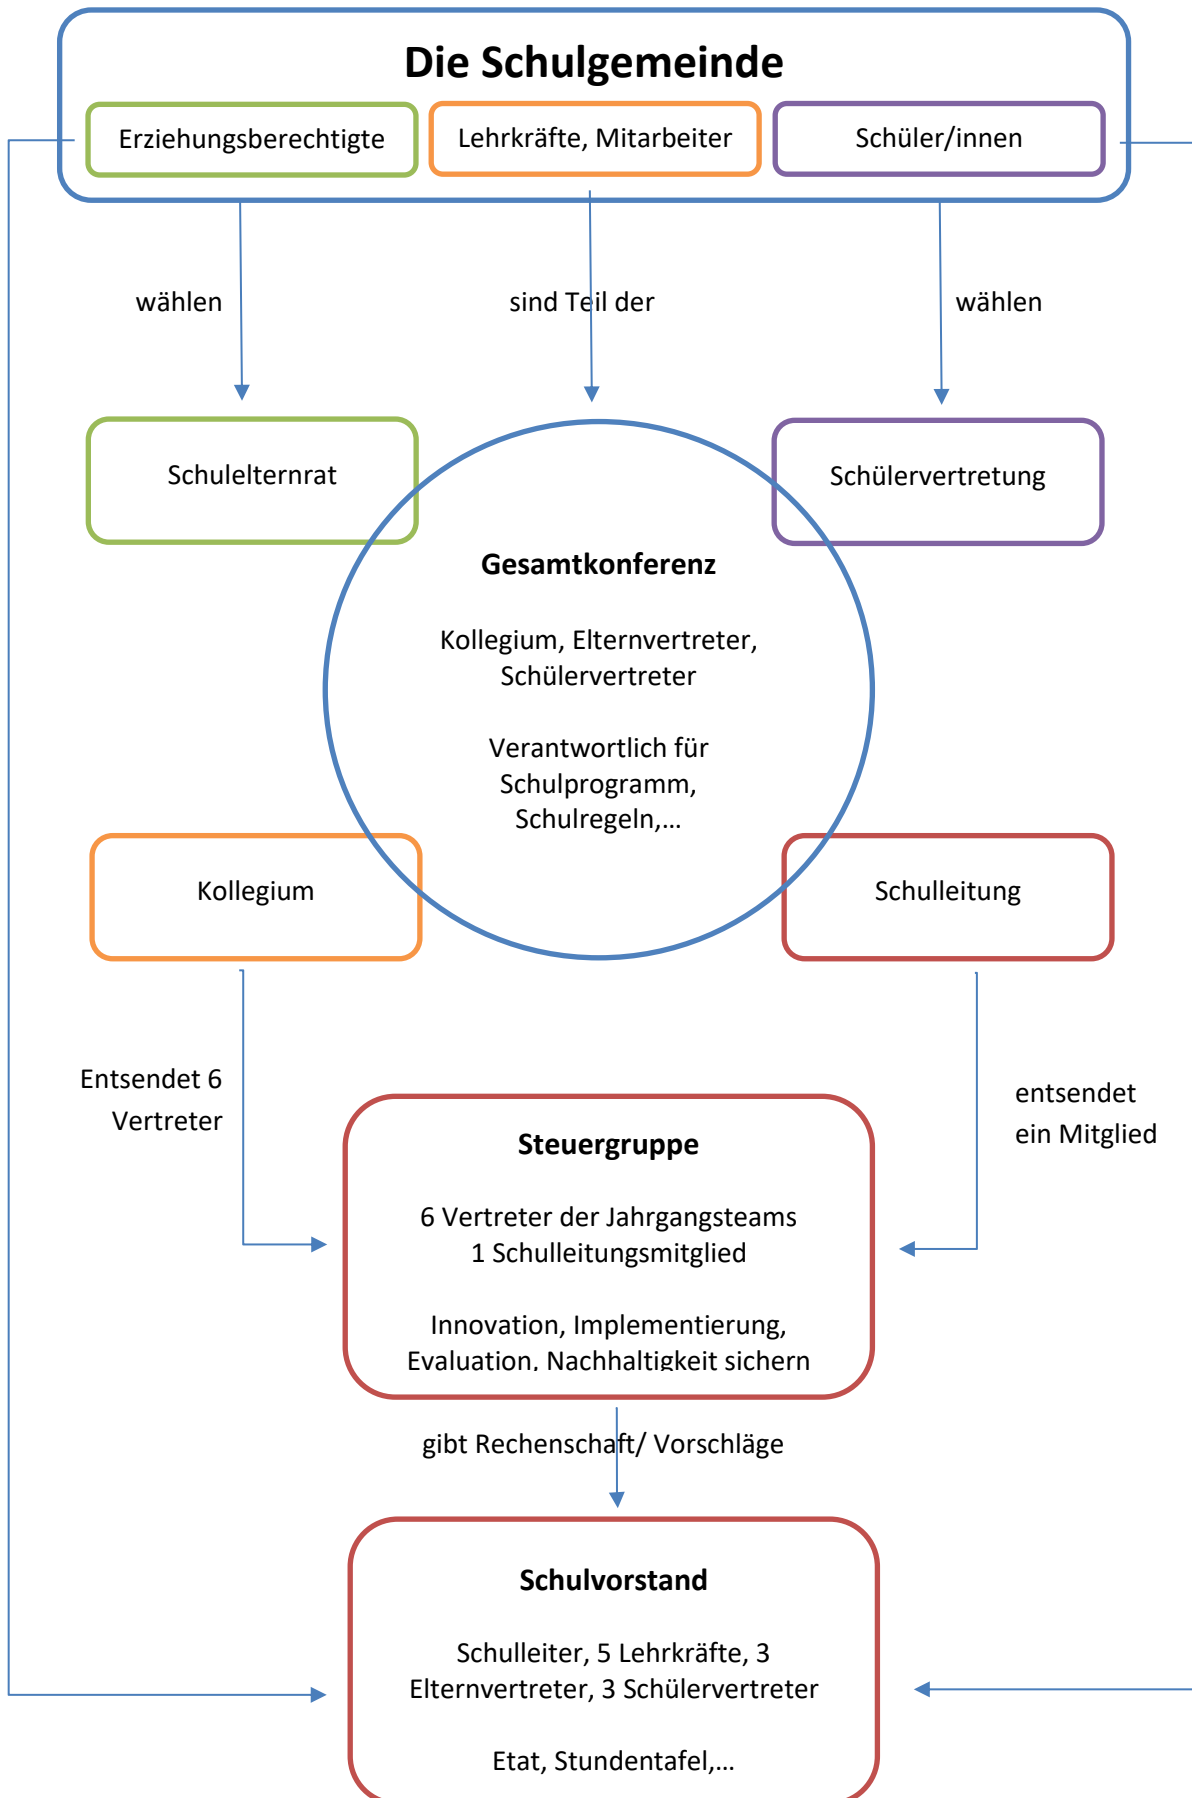 Die Schulgemeinde
Erziehungsberechtigte
Lehrkräfte, Mitarbeiter
Schüler/innen
wählen
sind Teil der
wählen
Schulelternrat
Schülervertretung
Gesamtkonferenz
Kollegium, Elternvertreter,
Schülervertreter
Verantwortlich für
Schulprogramm,
Schulregeln,…
Kollegium
Schulleitung
Entsendet 6
Vertreter
entsendet
ein Mitglied
Steuergruppe
6 Vertreter der Jahrgangsteams
1 Schulleitungsmitglied
Innovation, Implementierung,
Evaluation, Nachhaltigkeit sichern
gibt Rechenschaft/ Vorschläge
Schulvorstand
Schulleiter, 5 Lehrkräfte, 3
Elternvertreter, 3 Schülervertreter
Etat, Stundentafel,…